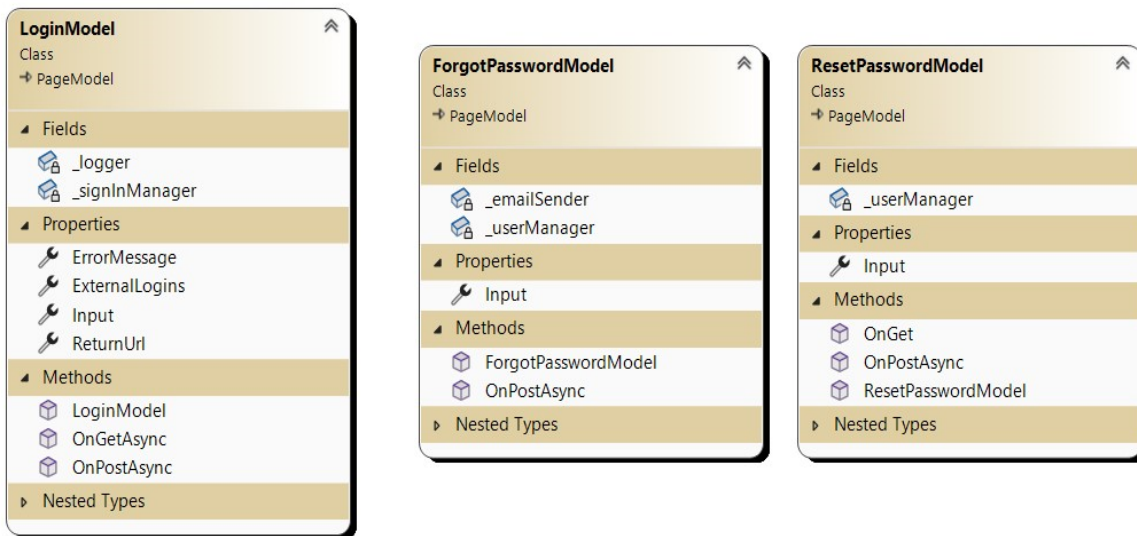 LoginModel
Class
PageModel
Fields
_logger
_signInManager
Properties
ErrorMessage
ExternalLogins
Input
ReturnUrl
Methods
LoginModel
OnGetAsync
OnPostAsync
Nested Types
ForgotPasswordModel
Class
PageModel
Fields
_emailSender
_userManager
Properties
Input
Methods
ForgotPasswordModel
OnPostAsync
Nested Types
ResetPasswordModel
Class
PageModel
Fields
_userManager
Properties
Input
Methods
OnGet
OnPostAsync
ResetPasswordModel
Nested Types